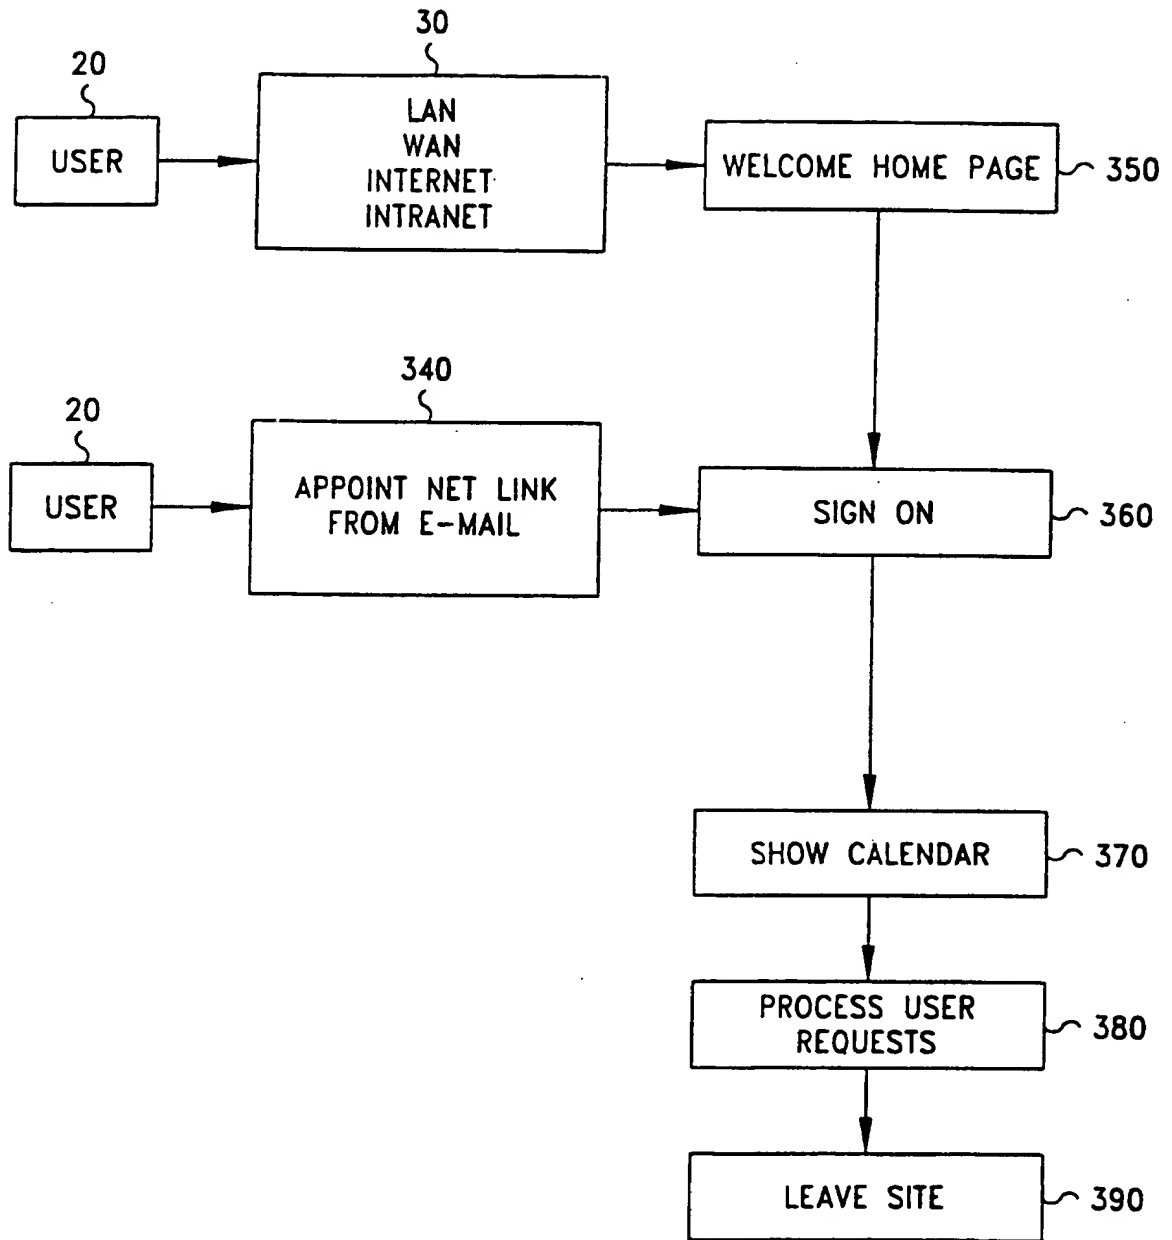 30
20
LAN
WAN
INTERNET
INTRANET
USER
WELCOME HOME PAGE
350
340
20
APPOINT NET LINK
FROM E-MAIL
USER
SIGN ON
360
SHOW CALENDAR
370
PROCESS USER
REQUESTS
380
LEAVE SITE
390